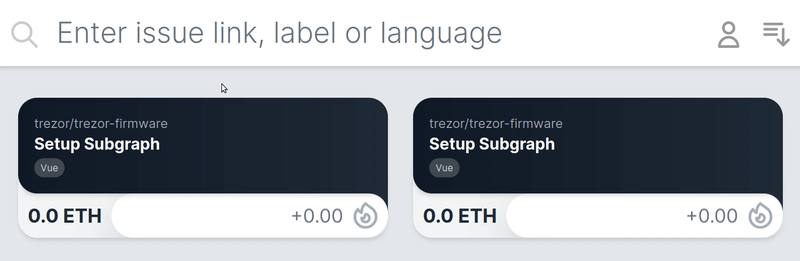 Enter issue link, label or language
trezor/trezor-firmware
Setup Subgraph
Vue
0.0 ETH
+0.00
trezor/trezor-firmware
Setup Subgraph
Vue
0.0 ETH
+0.00